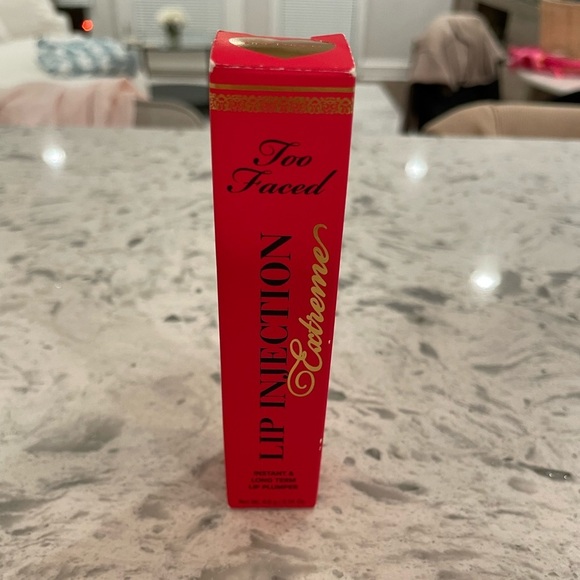 Too
Faced
LIP INJECTION
Extreme
INSTANT &
LONG TERM
LIP PLUMPER